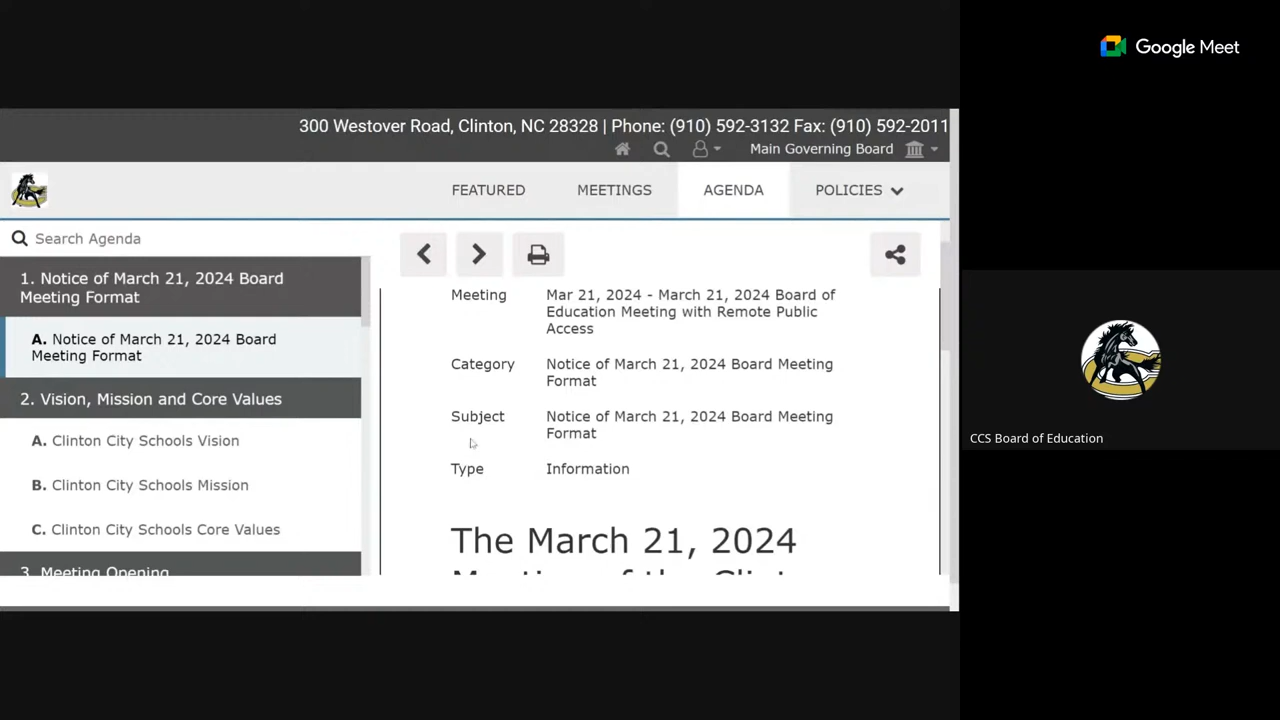 Google Meet
300 Westover Road, Clinton, NC 28328 | Phone: (910) 592-3132 Fax: (910) 592-2011
Main Governing Board
FEATURED
MEETINGS
AGENDA
POLICIES
Search Agenda
1. Notice of March 21, 2024 Board
Meeting Format
A. Notice of March 21, 2024 Board
Meeting Format
2. Vision, Mission and Core Values
A. Clinton City Schools Vision
B. Clinton City Schools Mission
C. Clinton City Schools Core Values
3. Meeting Opening
Meeting
Mar 21, 2024 - March 21, 2024 Board of
Education Meeting with Remote Public
Access
Category
Notice of March 21, 2024 Board Meeting
Format
Subject
Notice of March 21, 2024 Board Meeting
Format
Type
Information
The March 21, 2024
Meeting of the Clinton
CCS Board of Education